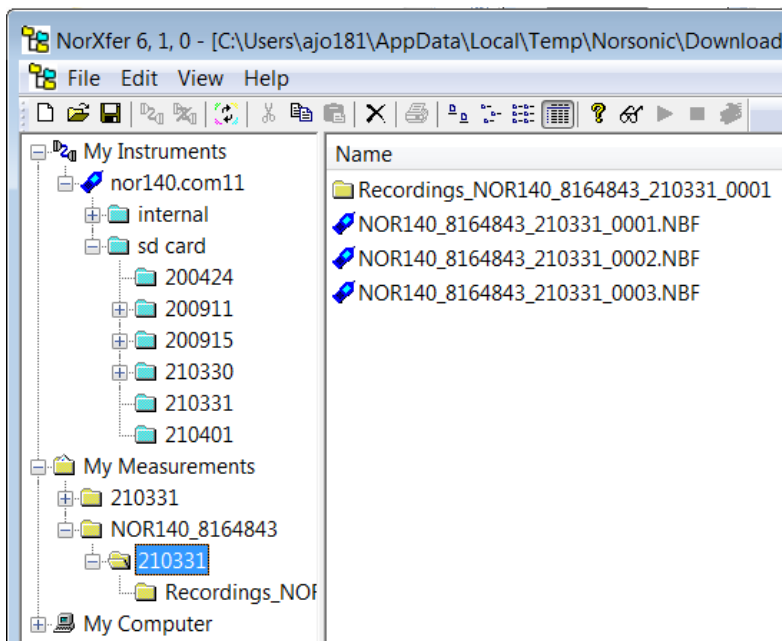 NorXfer 6, 1, 0 - [C:\Users\ajo181\AppData\Local\Temp\Norsonic\Download
File Edit View Help
My Instruments
nor140.com11
internal
sd card
200424
200911
200915
210330
210331
210401
My Measurements
210331
NOR140_8164843
210331
Recordings_NOR
My Computer
Name
Recordings_NOR140_8164843_210331_0001
NOR140_8164843_210331_0001.NBF
NOR140_8164843_210331_0002.NBF
NOR140_8164843_210331_0003.NBF